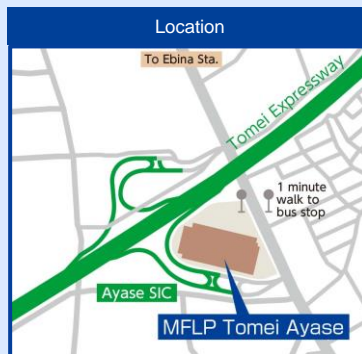 Location
To Ebina Sta.
Tomei Expressway
1 minute
walk to
bus stop
Ayase SIC
MFLP Tomei Ayase